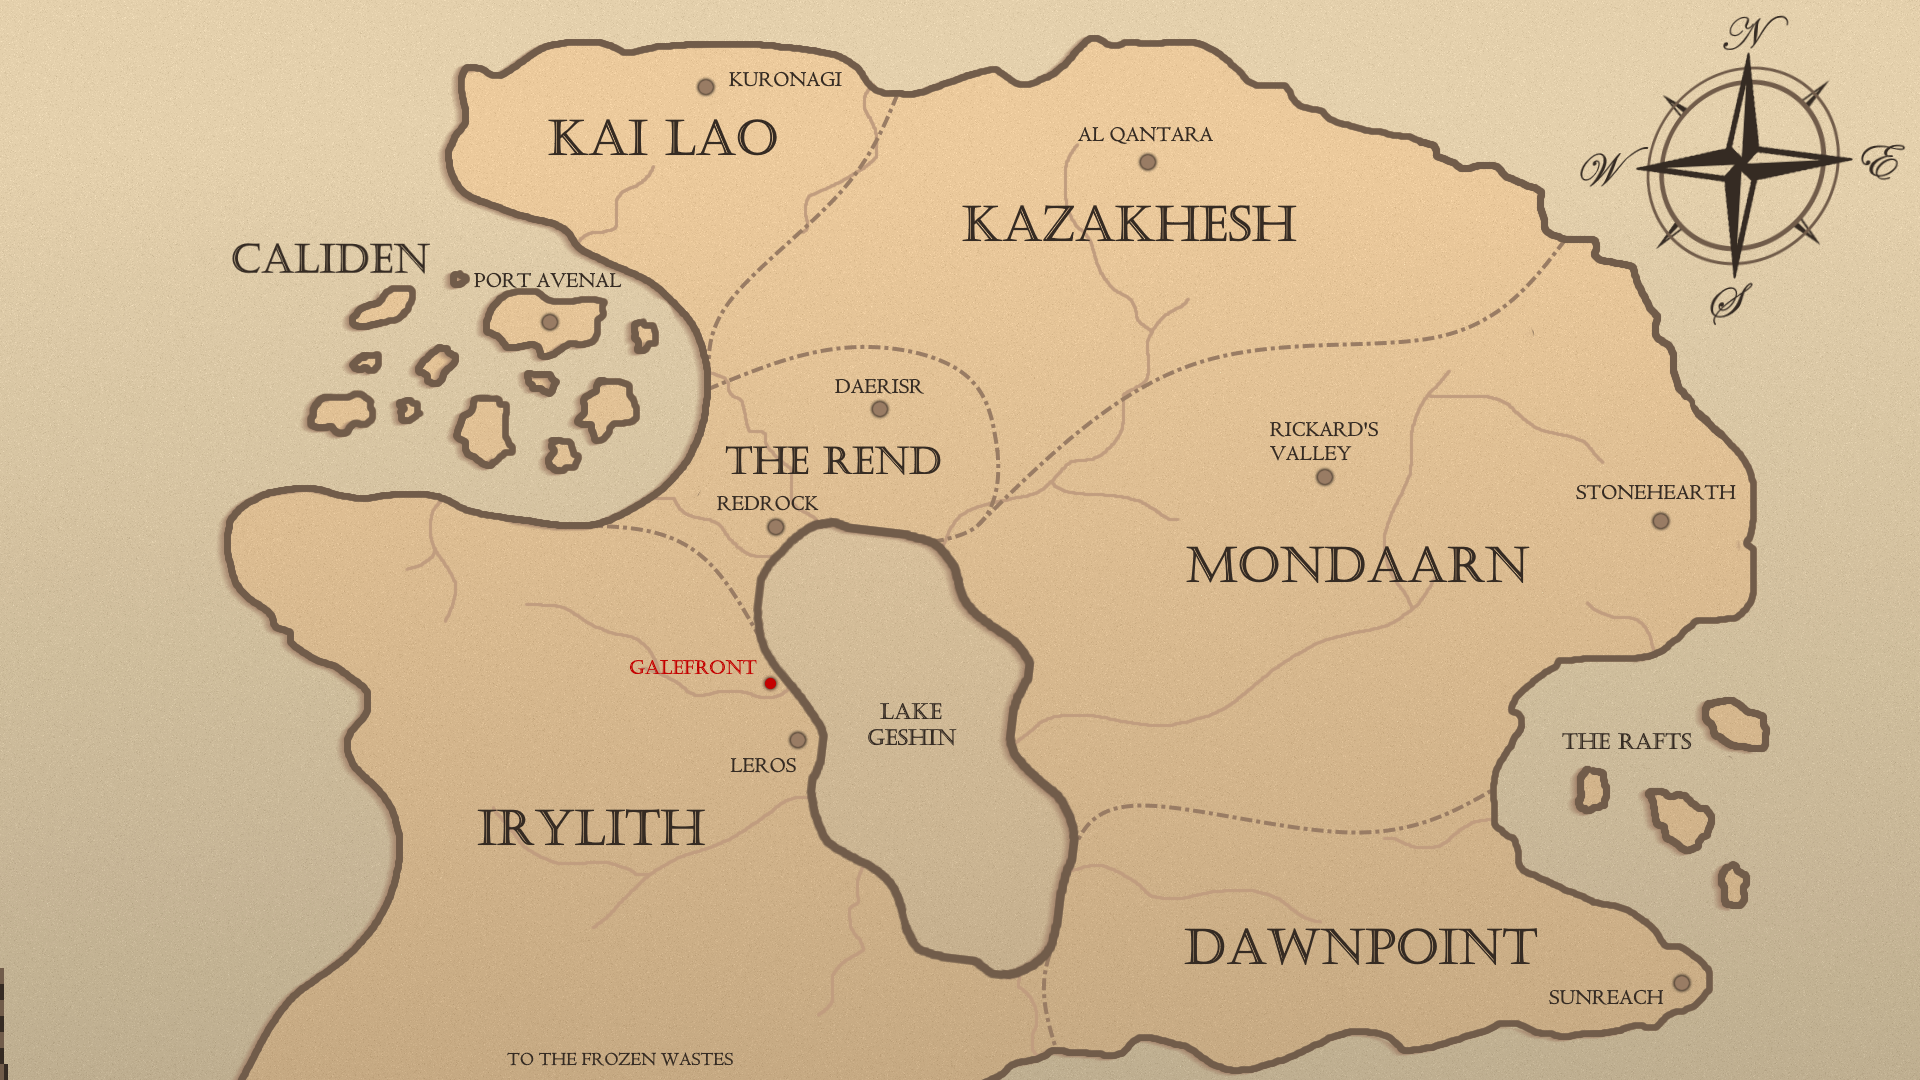 N
KURONAGI
KAI LAO
AL QANTARA
W
E
KAZAKHESH
CALIDEN
PORT AVENAL
S
DAERISR
RICKARD'S
VALLEY
THE REND
STONEHEARTH
REDROCK
MONDAARN
GALEFRONT
LAKE
GESHIN
THE RAFTS
LEROS
IRYLITH
DAWNPOINT
SUNREACH
TO THE FROZEN WASTES